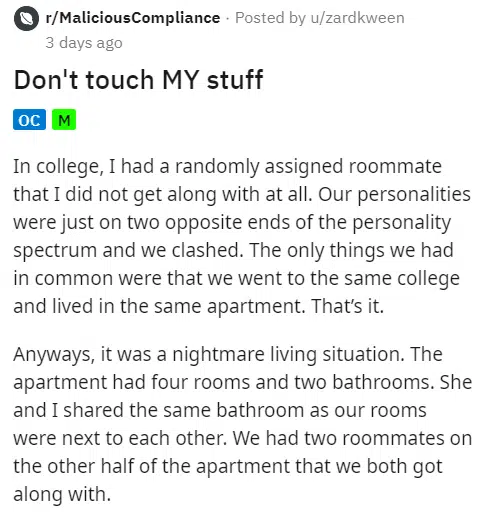 r/MaliciousCompliance · Posted by u/zardkween
3 days ago
Don't touch MY stuff
OC M
In college, I had a randomly assigned roommate
that I did not get along with at all. Our personalities
were just on two opposite ends of the personality
spectrum and we clashed. The only things we had
in common were that we went to the same college
and lived in the same apartment. That’s it.
Anyways, it was a nightmare living situation. The
apartment had four rooms and two bathrooms. She
and I shared the same bathroom as our rooms
were next to each other. We had two roommates on
the other half of the apartment that we both got
along with.